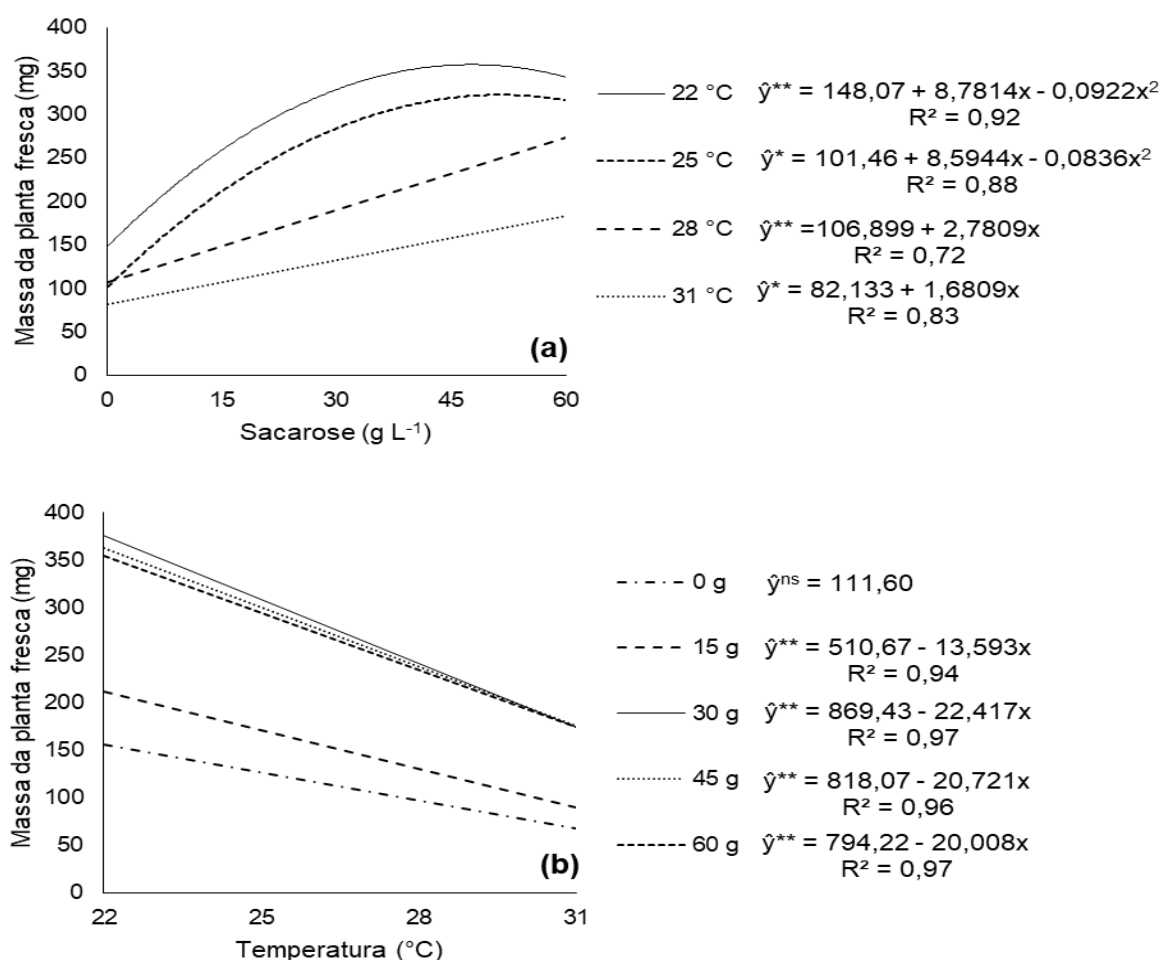 Massa da planta fresca (mg)
400
350
300
250
200
150
100
50
0
0 15 30 45 60
Sacarose (g L⁻¹)
(a)
22 °C ŷ** = 148,07 + 8,7814x - 0,0922x²
R² = 0,92
25 °C ŷ* = 101,46 + 8,5944x - 0,0836x²
R² = 0,88
28 °C ŷ** =106,899 + 2,7809x
R² = 0,72
31 °C ŷ* = 82,133 + 1,6809x
R² = 0,83
Massa da planta fresca (mg)
400
350
300
250
200
150
100
50
0
22 25 28 31
Temperatura (°C)
(b)
0 g ŷⁿˢ = 111,60
15 g ŷ** = 510,67 - 13,593x
R² = 0,94
30 g ŷ** = 869,43 - 22,417x
R² = 0,97
45 g ŷ** = 818,07 - 20,721x
R² = 0,96
60 g ŷ** = 794,22 - 20,008x
R² = 0,97